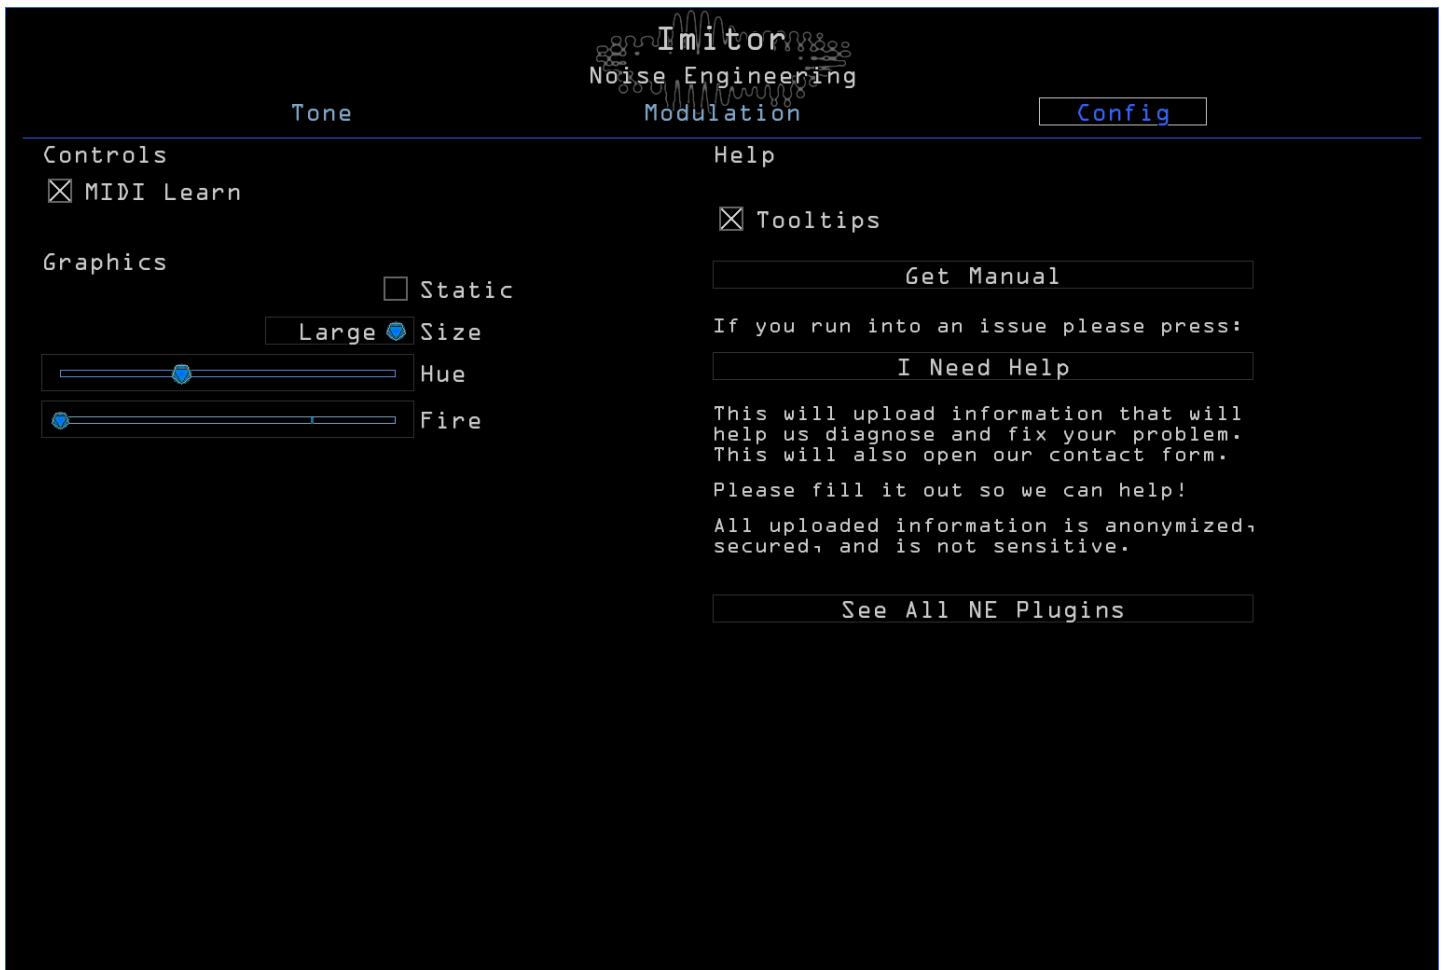 Imitor
Noise Engineering
Tone
Modulation
Config
Controls
MIDI Learn
Graphics
Static
Large
Size
Hue
Fire
Help
Tooltips
Get Manual
If you run into an issue please press:
I Need Help
This will upload information that will
help us diagnose and fix your problem.
This will also open our contact form.
Please fill it out so we can help!
All uploaded information is anonymized,
secured, and is not sensitive.
See All NE Plugins